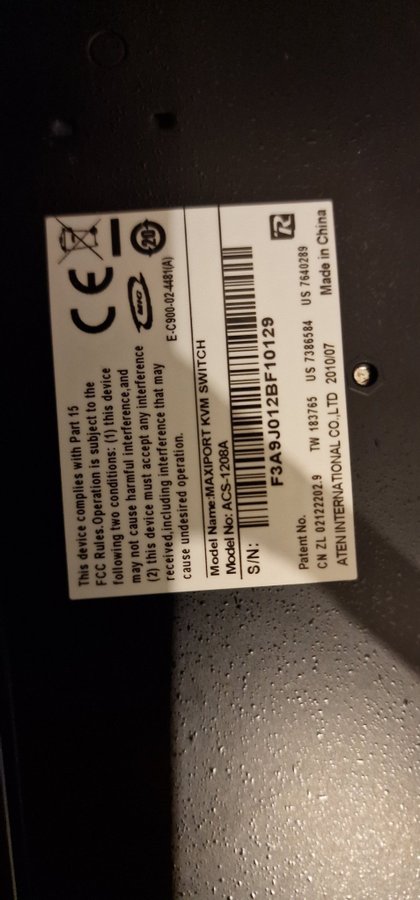 This device complies with Part 15
FCC Rules.Operation is subject to the
following two conditions: (1) this device
may not cause harmful interference,and
(2) this device must accept any interference
received,including interference that may
cause undesired operation.
CE
20
E-C900-02-4481(A)
Model Name:MAXIPORT KVM SWITCH
Model No: ACS-1208A
S/N:
F3A9J012BF10129
Patent No.
CN ZL 02122202.9 TW 183765 US 7386584 US 7640289
ATEN INTERNATIONAL CO.,LTD 2010/07 Made in China